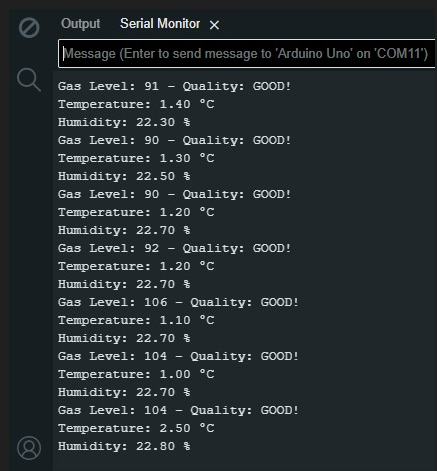 Output Serial Monitor
Message (Enter to send message to 'Arduino Uno' on 'COM11')
Gas Level: 91 - Quality: GOOD!
Temperature: 1.40 °C
Humidity: 22.30 %
Gas Level: 90 - Quality: GOOD!
Temperature: 1.30 °C
Humidity: 22.50 %
Gas Level: 90 - Quality: GOOD!
Temperature: 1.20 °C
Humidity: 22.70 %
Gas Level: 92 - Quality: GOOD!
Temperature: 1.20 °C
Humidity: 22.70 %
Gas Level: 106 - Quality: GOOD!
Temperature: 1.10 °C
Humidity: 22.70 %
Gas Level: 104 - Quality: GOOD!
Temperature: 1.00 °C
Humidity: 22.70 %
Gas Level: 104 - Quality: GOOD!
Temperature: 2.50 °C
Humidity: 22.80 %